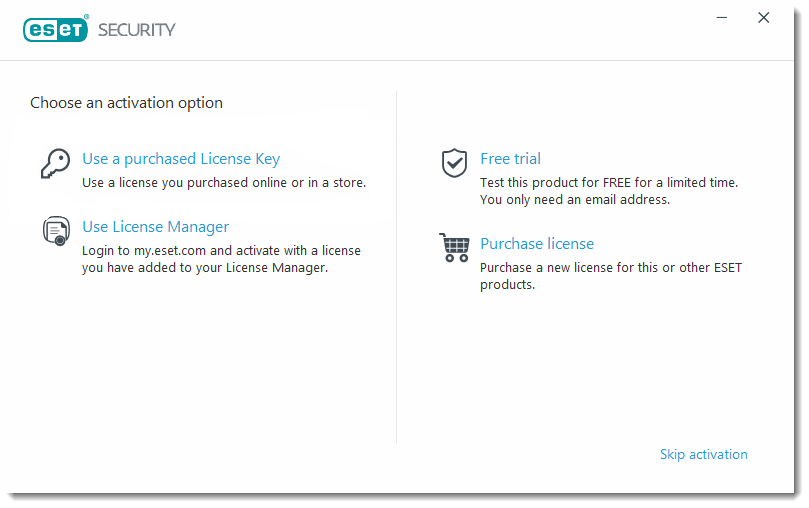 eseT® SECURITY
Choose an activation option
Use a purchased License Key
Use a license you purchased online or in a store.
Use License Manager
Login to my.eset.com and activate with a license
you have added to your License Manager.
Free trial
Test this product for FREE for a limited time.
You only need an email address.
Purchase license
Purchase a new license for this or other ESET
products.
Skip activation